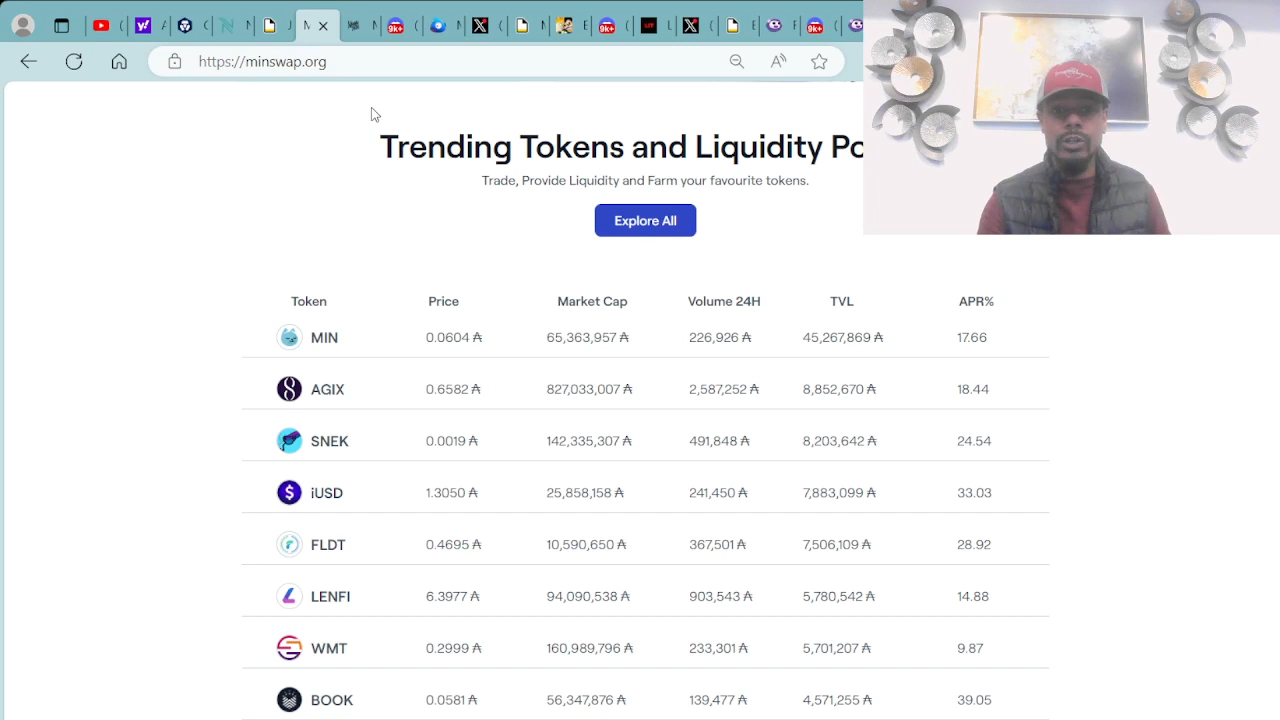 https://minswap.org
Trending Tokens and Liquidity Po
Trade, Provide Liquidity and Farm your favourite tokens.
Explore All
Token Price Market Cap Volume 24H TVL APR%
MIN 0.0604 ₳ 65,363,957 ₳ 226,926 ₳ 45,267,869 ₳ 17.66
AGIX 0.6582 ₳ 827,033,007 ₳ 2,587,252 ₳ 8,852,670 ₳ 18.44
SNEK 0.0019 ₳ 142,335,307 ₳ 491,848 ₳ 8,203,642 ₳ 24.54
iUSD 1.3050 ₳ 25,858,158 ₳ 241,450 ₳ 7,883,099 ₳ 33.03
FLDT 0.4695 ₳ 10,590,650 ₳ 367,501 ₳ 7,506,109 ₳ 28.92
LENFI 6.3977 ₳ 94,090,538 ₳ 903,543 ₳ 5,780,542 ₳ 14.88
WMT 0.2999 ₳ 160,989,796 ₳ 233,301 ₳ 5,701,207 ₳ 9.87
BOOK 0.0581 ₳ 56,347,876 ₳ 139,477 ₳ 4,571,255 ₳ 39.05